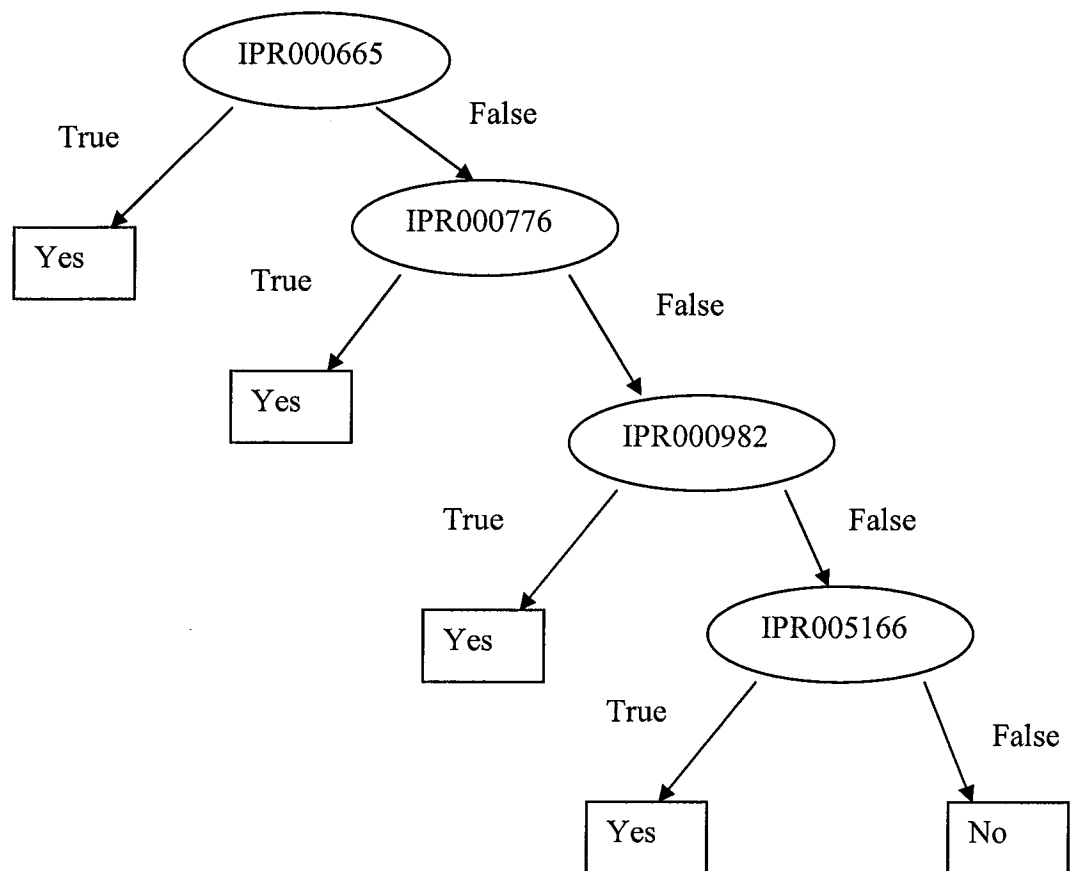 IPR000665
True
False
Yes
IPR000776
True
False
Yes
IPR000982
True
False
Yes
IPR005166
True
False
Yes
No